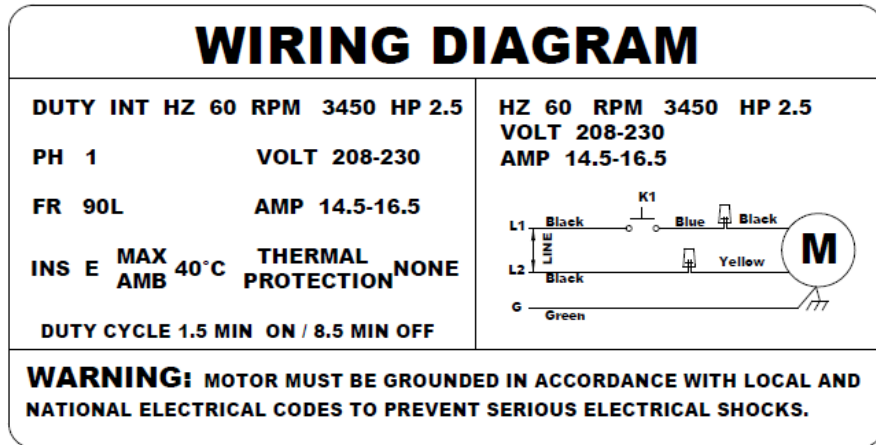 WIRING DIAGRAM
DUTY INT HZ 60 RPM 3450 HP 2.5
PH 1 VOLT 208-230
FR 90L AMP 14.5-16.5
INS E MAX AMB 40°C THERMAL PROTECTION NONE
DUTY CYCLE 1.5 MIN ON / 8.5 MIN OFF
HZ 60 RPM 3450 HP 2.5
VOLT 208-230
AMP 14.5-16.5
K1
L1 Black Blue Black
LINE
M
L2 Black Yellow
G Green
WARNING: MOTOR MUST BE GROUNDED IN ACCORDANCE WITH LOCAL AND
NATIONAL ELECTRICAL CODES TO PREVENT SERIOUS ELECTRICAL SHOCKS.